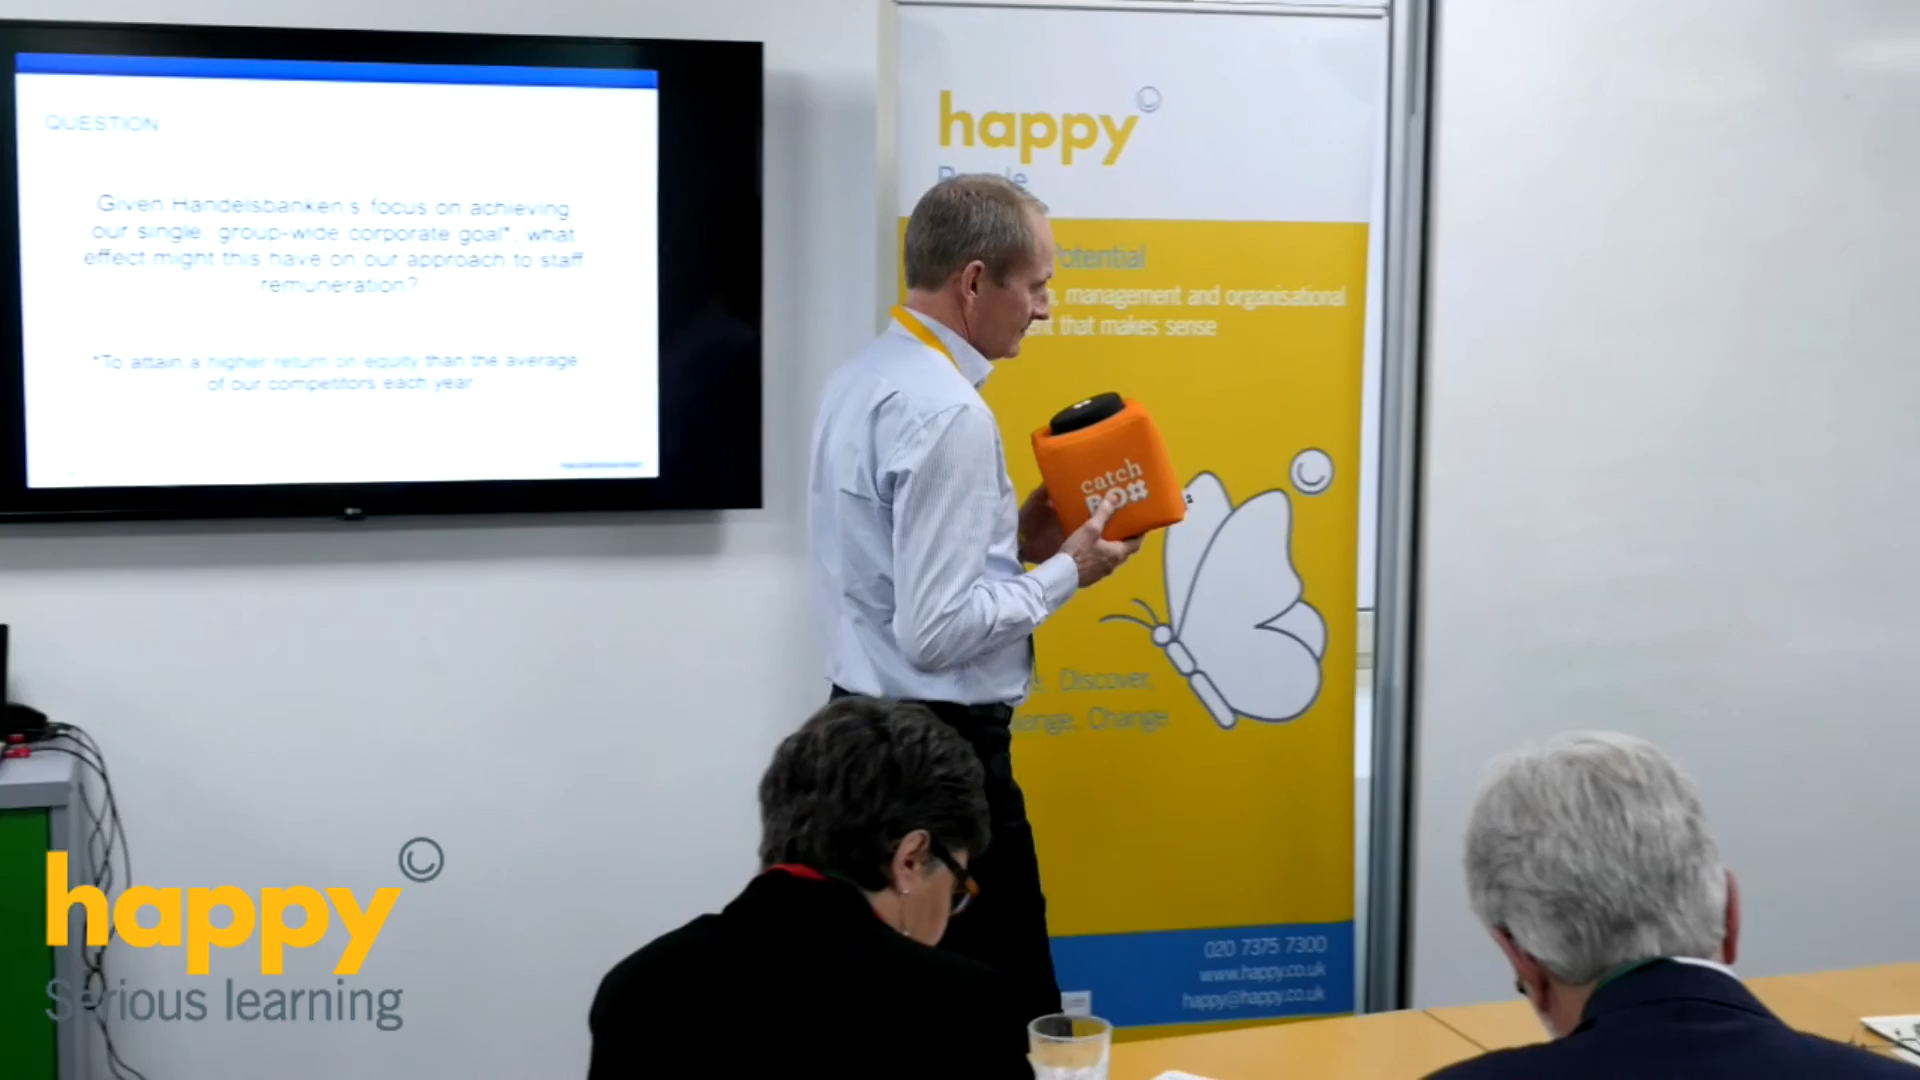 QUESTION
Given Handelsbanken's focus on achieving
our single, group-wide corporate goal*, what
effect might this have on our approach to staff
remuneration?
*To attain a higher return on equity than the average
of our competitors each year
happy
Potential
management and organisational
that makes sense
catch
BOX
Discover,
Change
020 7375 7300
www.happy.co.uk
happy@happy.co.uk
happy
Serious learning